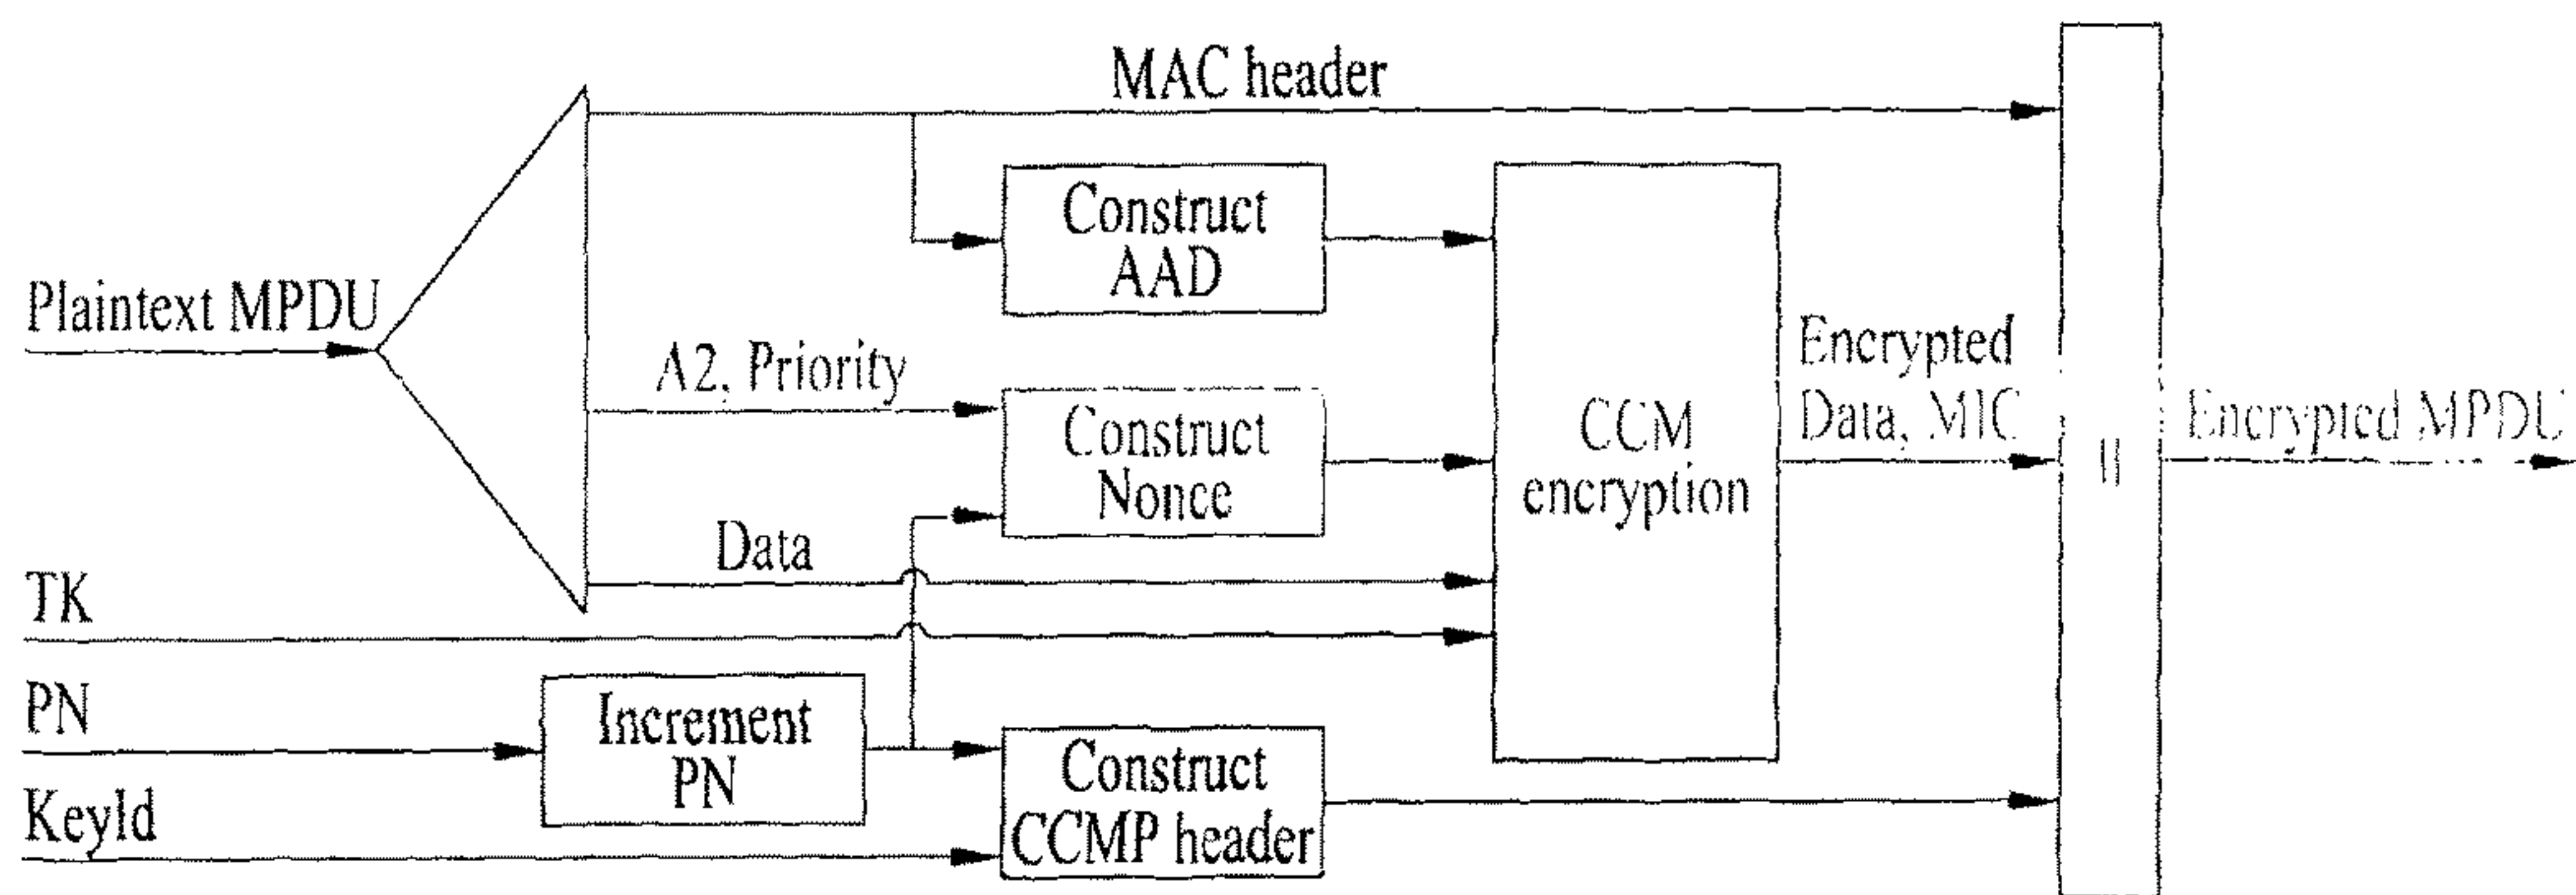 MAC header
Construct
AAD
Plaintext MPDU
A2, Priority
Construct
Nonce
CCM
encryption
Encrypted
Data, MIC
||
Encrypted MPDU
Data
TK
PN
Increment
PN
KeyId
Construct
CCMP header